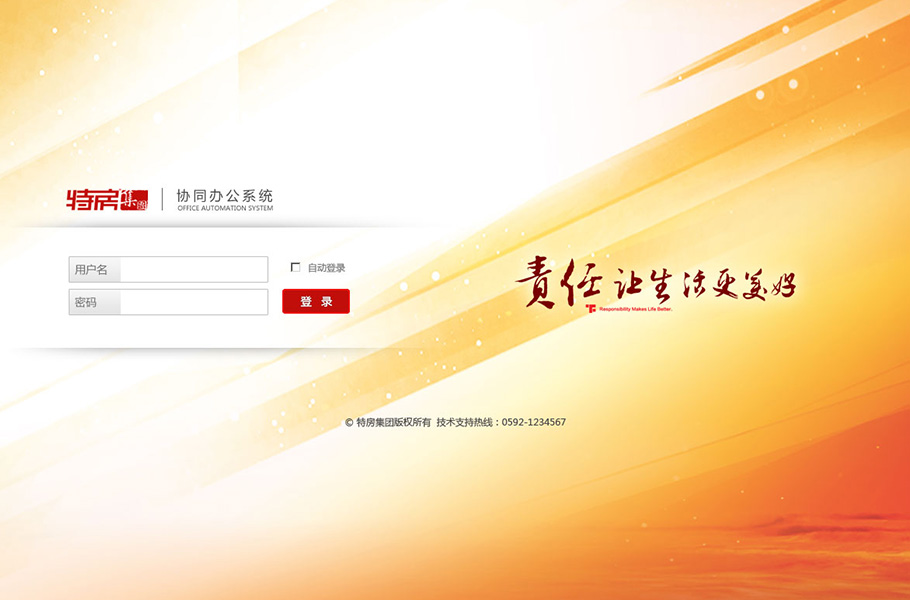 特房集团
协同办公系统
OFFICE AUTOMATION SYSTEM
用户名
自动登录
密码
登 录
责任 让生活更美好
Responsibility Makes Life Better.
© 特房集团版权所有 技术支持热线：0592-1234567